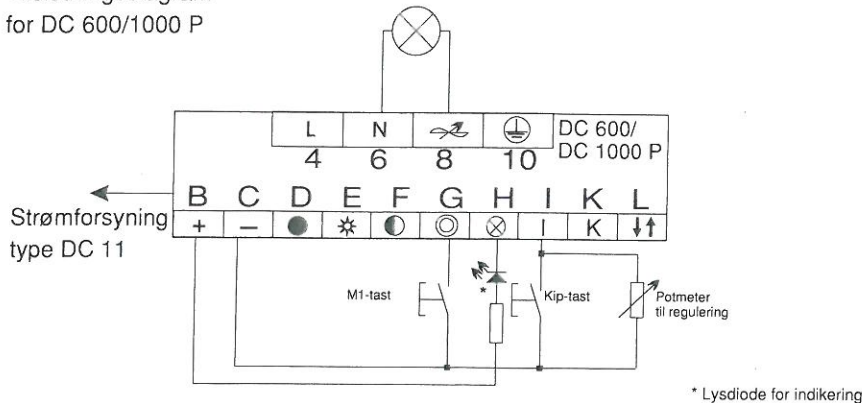 for DC 600/1000 P
L N
DC 600/
DC 1000 P
4 6 8 10
B C D E F G H I K L
+ − I K
Strømforsyning
type DC 11
M1-tast
*
Kip-tast
Potmeter
til regulering
* Lysdiode for indikering